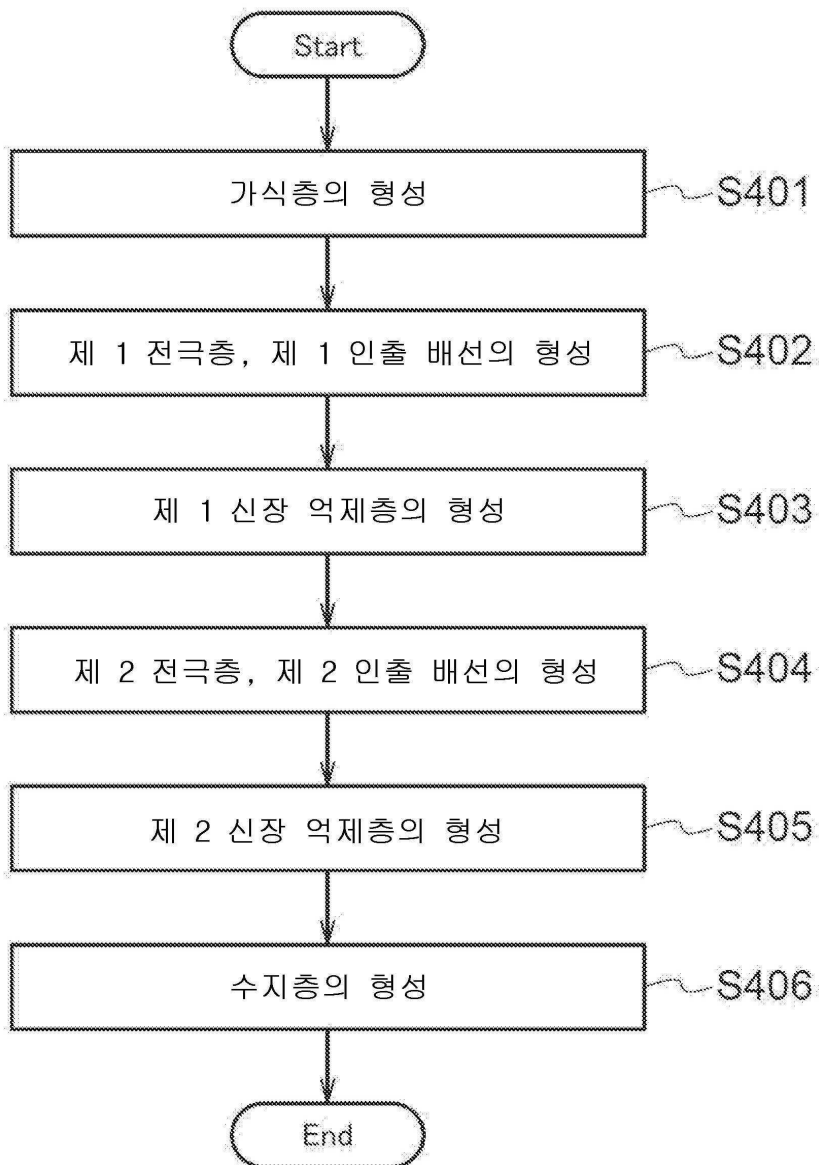 Start
가식층의 형성
S401
제 1 전극층, 제 1 인출 배선의 형성
S402
제 1 신장 억제층의 형성
S403
제 2 전극층, 제 2 인출 배선의 형성
S404
제 2 신장 억제층의 형성
S405
수지층의 형성
S406
End